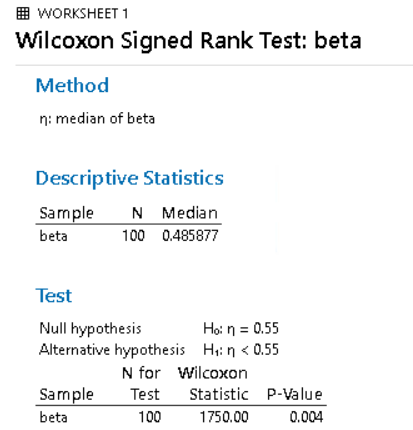 WORKSHEET 1
Wilcoxon Signed Rank Test: beta
Method
η: median of beta
Descriptive Statistics
Sample N Median
beta 100 0.485877
Test
Null hypothesis H₀: η = 0.55
Alternative hypothesis H₁: η < 0.55
N for Wilcoxon
Sample Test Statistic P-Value
beta 100 1750.00 0.004